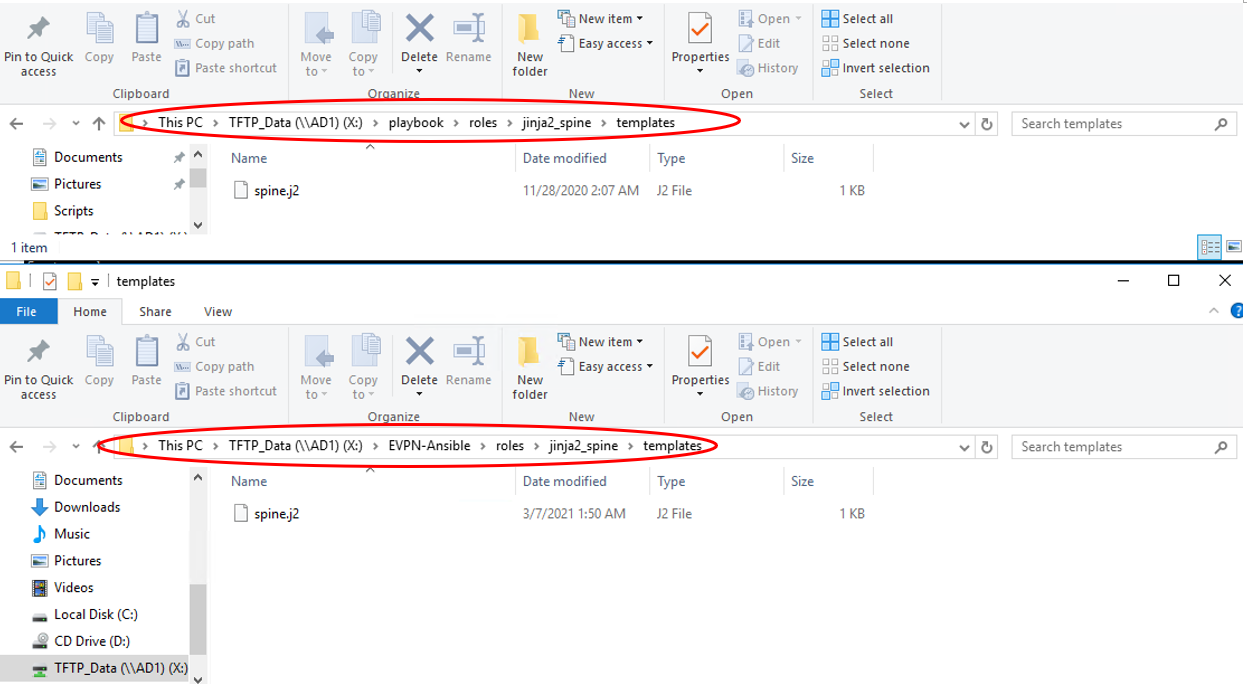 Pin to Quick access
Copy
Paste
Cut
Copy path
Paste shortcut
Clipboard
Move to
Copy to
Delete
Rename
Organize
New folder
New item
Easy access
New
Properties
Open
Edit
History
Open
Select all
Select none
Invert selection
Select
This PC > TFTP_Data (\\AD1) (X:) > playbook > roles > jinja2_spine > templates
Search templates
Documents
Pictures
Scripts
Name
Date modified
Type
Size
spine.j2
11/28/2020 2:07 AM
J2 File
1 KB
1 item
templates
File
Home
Share
View
Pin to Quick access
Copy
Paste
Cut
Copy path
Paste shortcut
Clipboard
Move to
Copy to
Delete
Rename
Organize
New folder
New item
Easy access
New
Properties
Open
Edit
History
Open
Select all
Select none
Invert selection
Select
This PC > TFTP_Data (\\AD1) (X:) > EVPN-Ansible > roles > jinja2_spine > templates
Search templates
Documents
Downloads
Music
Pictures
Videos
Local Disk (C:)
CD Drive (D:)
TFTP_Data (\\AD1) (X:)
Name
Date modified
Type
Size
spine.j2
3/7/2021 1:50 AM
J2 File
1 KB